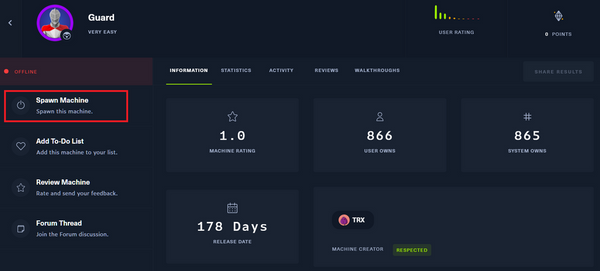 Guard
VERY EASY
USER RATING
0 POINTS
OFFLINE
INFORMATION
STATISTICS
ACTIVITY
REVIEWS
WALKTHROUGHS
SHARE RESULTS
Spawn Machine
Spawn this machine.
Add To-Do List
Add this machine to your list.
Review Machine
Rate and send your feedback.
Forum Thread
Join the Forum discussion.
1.0
MACHINE RATING
866
USER OWNS
865
SYSTEM OWNS
178 Days
RELEASE DATE
TRX
MACHINE CREATOR
RESPECTED